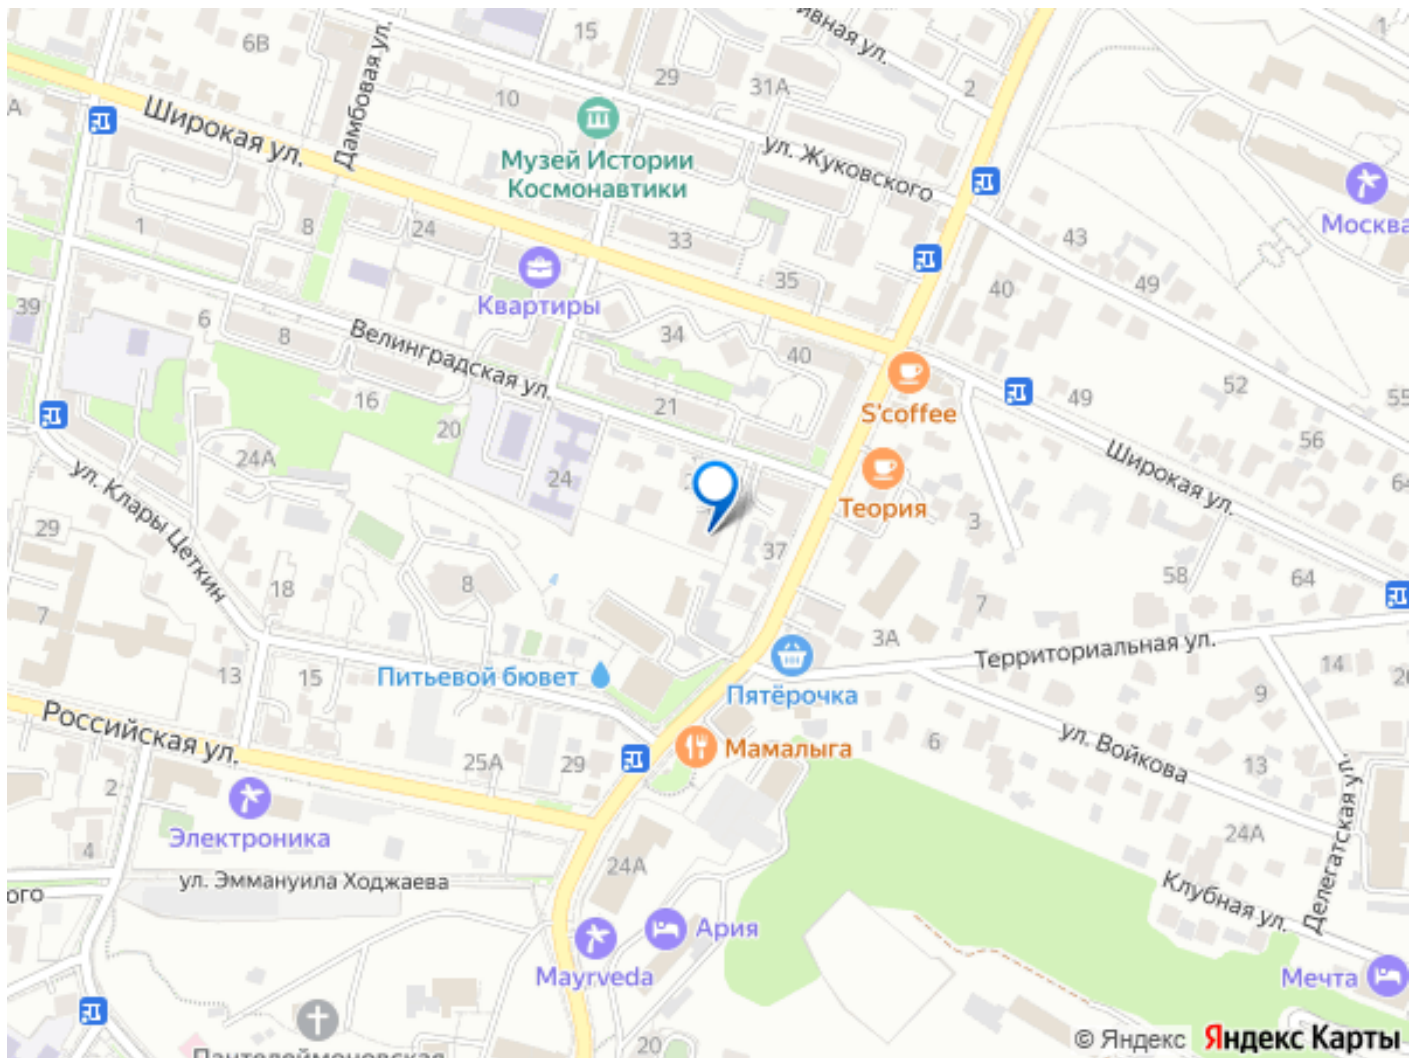 15
ивная ул.
1
6В
Дамбовая ул.
29
31А
2
10
А
Широкая ул.
Музей Истории
Космонавтики
ул. Жуковского
Москва
1
8
24
33
43
35
49
40
39
6
8
Квартиры
Велинградская ул.
34
40
S'coffee
49
52
55
16
21
20
56
24А
24
Теория
Широкая ул.
64
ул. Клары Цеткин
29
3
37
18
8
58
64
7
7
3А
Территориальная ул.
13
15
Питьевой бювет
Пятёрочка
14
20
9
Российская ул.
25А
29
Мамалыга
6
ул. Войкова
13
2
Электроника
4
24А
24А
Делегатская ул.
ого
ул. Эммануила Ходжаева
Клубная ул.
Ария
Mayrveda
Мечта
20
Пантелеймоновская
© Яндекс Яндекс Карты